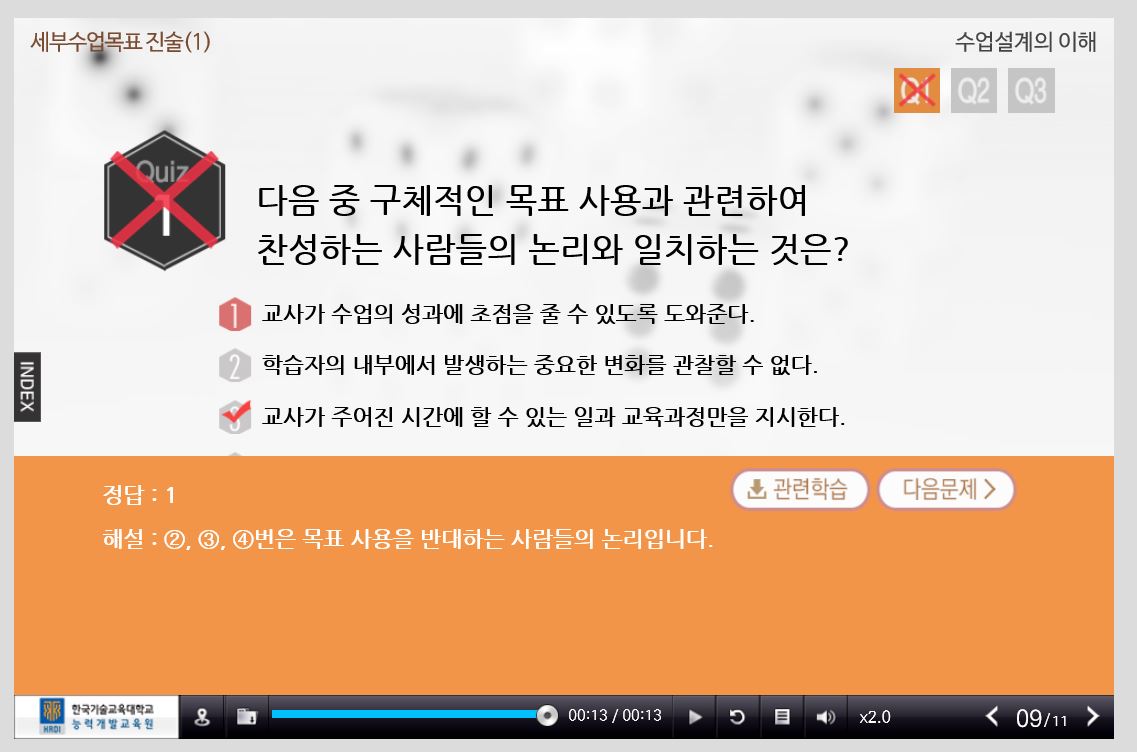 세부수업목표 진술(1)
수업설계의 이해
Q1 Q2 Q3
Quiz
1
다음 중 구체적인 목표 사용과 관련하여
찬성하는 사람들의 논리와 일치하는 것은?
1 교사가 수업의 성과에 초점을 줄 수 있도록 도와준다.
2 학습자의 내부에서 발생하는 중요한 변화를 관찰할 수 없다.
3 교사가 주어진 시간에 할 수 있는 일과 교육과정만을 지시한다.
INDEX
정답 : 1
관련학습
다음문제
해설 : ②, ③, ④번은 목표 사용을 반대하는 사람들의 논리입니다.
HRDI
한국기술교육대학교
능력개발교육원
00:13 / 00:13
x2.0
09/11